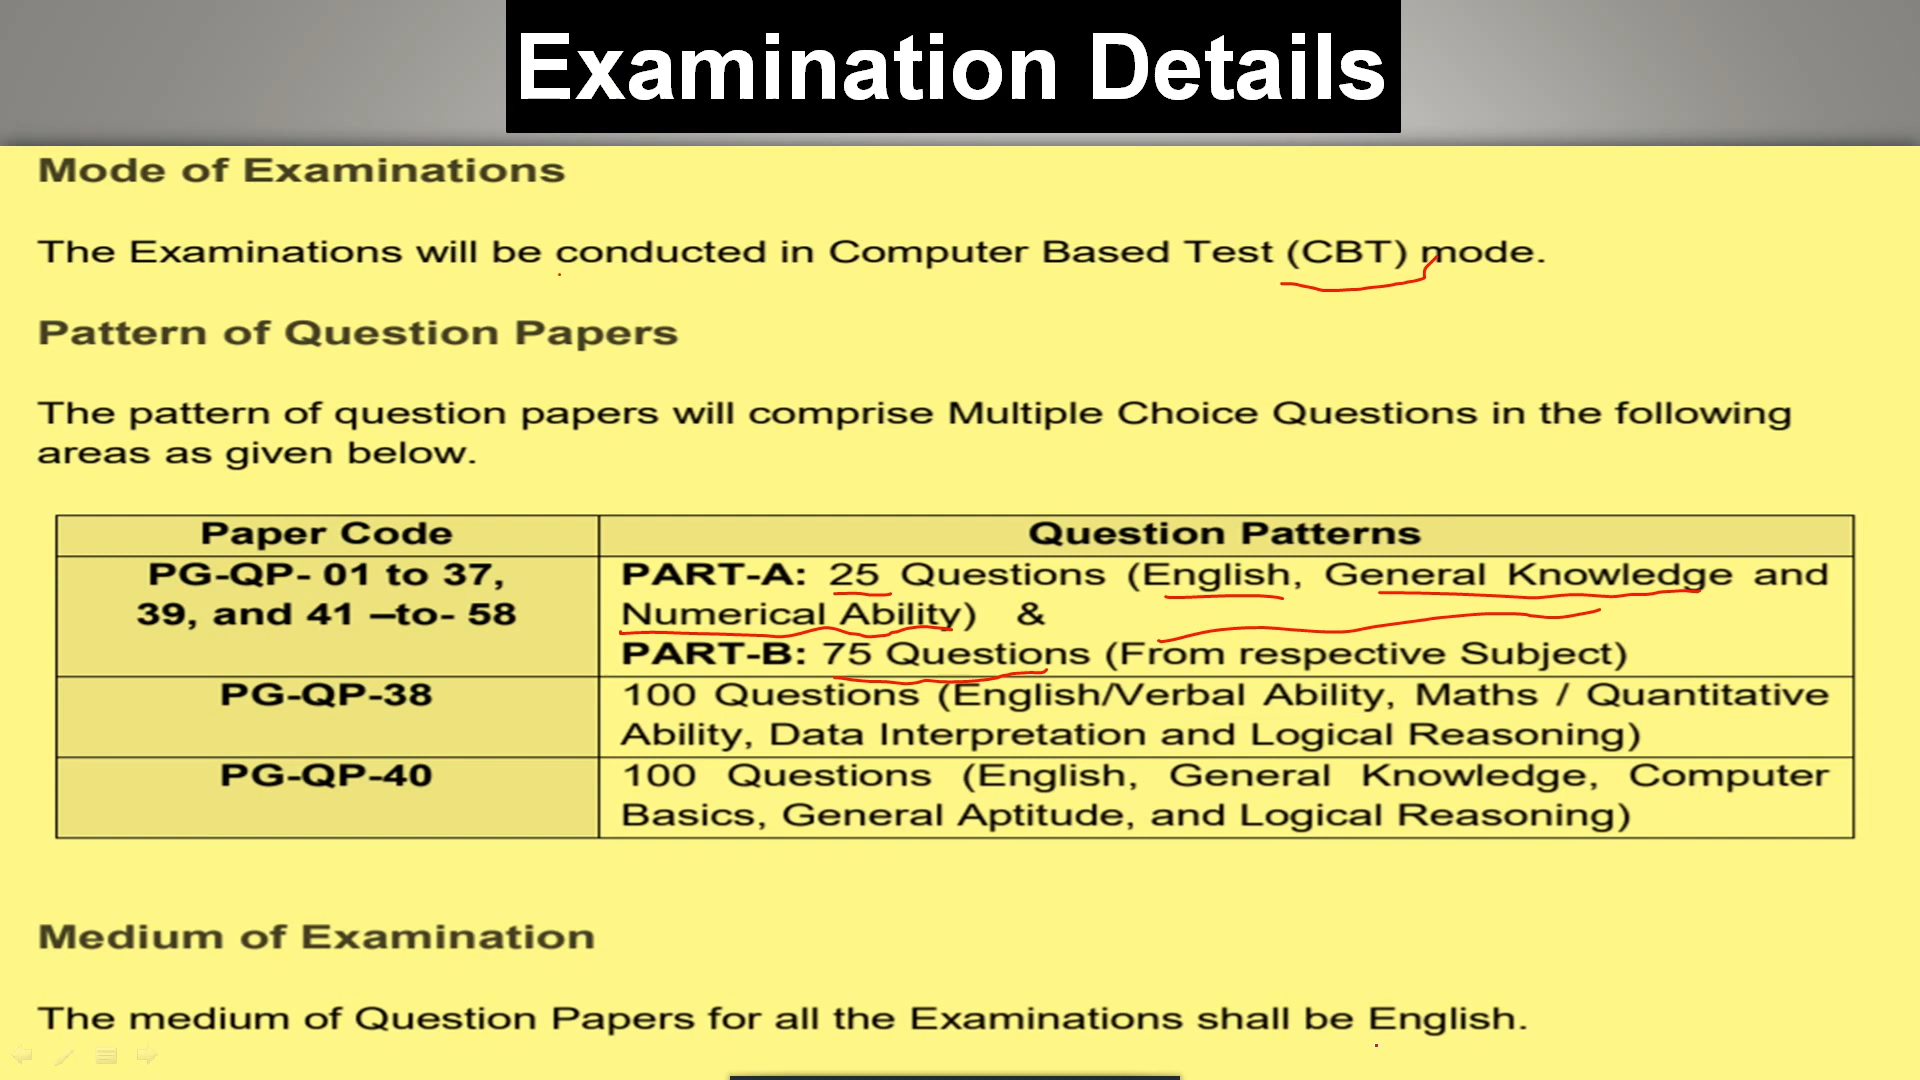 Examination Details
Mode of Examinations
The Examinations will be conducted in Computer Based Test (CBT) mode.
Pattern of Question Papers
The pattern of question papers will comprise Multiple Choice Questions in the following
areas as given below.
Paper Code
Question Patterns
PG-QP- 01 to 37,
39, and 41 –to- 58
PART-A: 25 Questions (English, General Knowledge and
Numerical Ability) &
PART-B: 75 Questions (From respective Subject)
PG-QP-38
100 Questions (English/Verbal Ability, Maths / Quantitative
Ability, Data Interpretation and Logical Reasoning)
PG-QP-40
100 Questions (English, General Knowledge, Computer
Basics, General Aptitude, and Logical Reasoning)
Medium of Examination
The medium of Question Papers for all the Examinations shall be English.